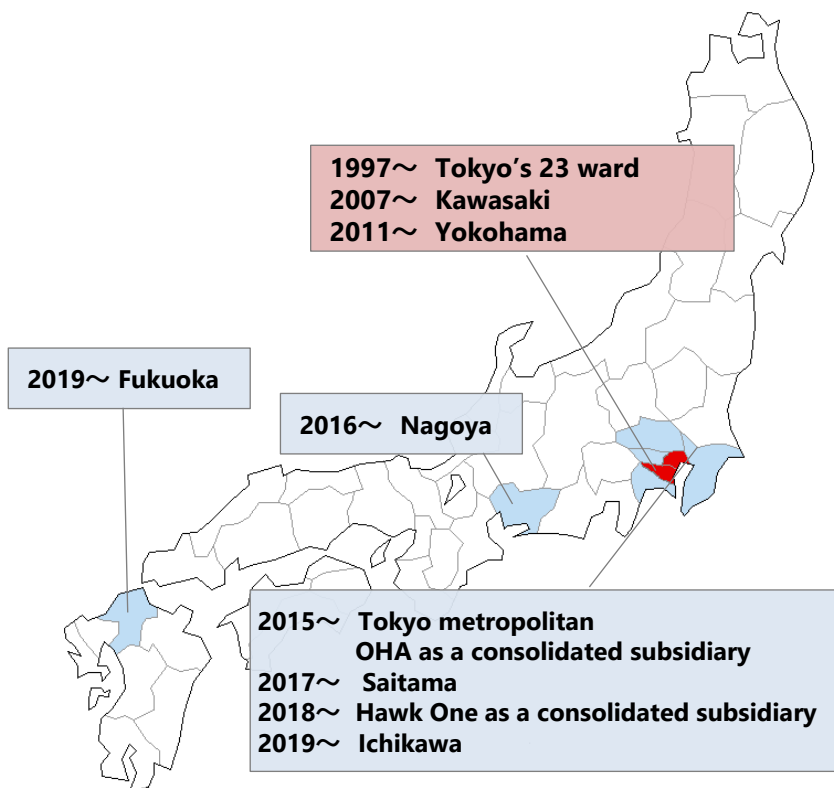 1997～ Tokyo’s 23 ward
2007～ Kawasaki
2011～ Yokohama
2019～ Fukuoka
2016～ Nagoya
2015～ Tokyo metropolitan
OHA as a consolidated subsidiary
2017～ Saitama
2018～ Hawk One as a consolidated subsidiary
2019～ Ichikawa